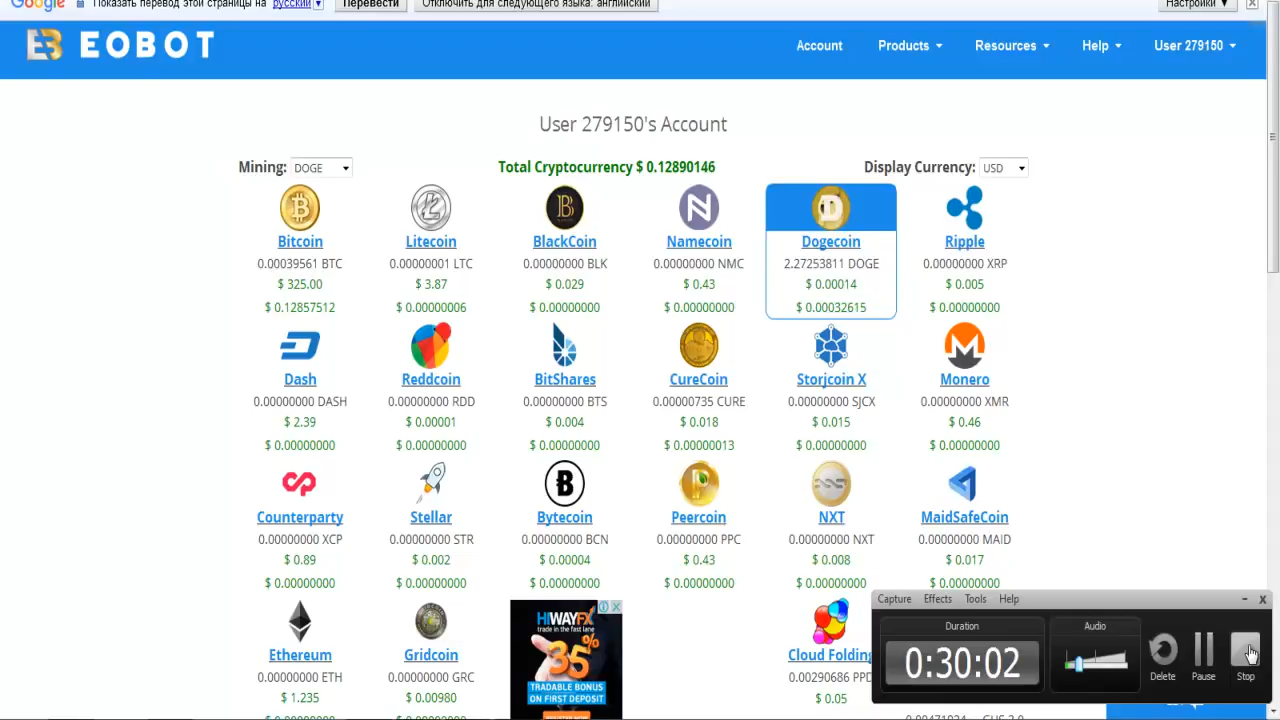 Google Показать перевод этой страницы на русский Перевести Отключить для следующего языка: английский Настройки ▼ X
EOBOT Account Products Resources Help User 279150
User 279150's Account
Mining: DOGE Total Cryptocurrency $ 0.12890146 Display Currency: USD
Bitcoin Litecoin BlackCoin Namecoin Dogecoin Ripple
0.00039561 BTC 0.00000001 LTC 0.00000000 BLK 0.00000000 NMC 2.27253811 DOGE 0.00000000 XRP
$ 325.00 $ 3.87 $ 0.029 $ 0.43 $ 0.00014 $ 0.005
$ 0.12857512 $ 0.00000006 $ 0.00000000 $ 0.00000000 $ 0.00032615 $ 0.00000000
Dash Reddcoin BitShares CureCoin Storjcoin X Monero
0.00000000 DASH 0.00000000 RDD 0.00000000 BTS 0.00000735 CURE 0.00000000 SJCX 0.00000000 XMR
$ 2.39 $ 0.00001 $ 0.004 $ 0.018 $ 0.015 $ 0.46
$ 0.00000000 $ 0.00000000 $ 0.00000000 $ 0.00000013 $ 0.00000000 $ 0.00000000
Counterparty Stellar Bytecoin Peercoin NXT MaidSafeCoin
0.00000000 XCP 0.00000000 STR 0.00000000 BCN 0.00000000 PPC 0.00000000 NXT 0.00000000 MAID
$ 0.89 $ 0.002 $ 0.00004 $ 0.43 $ 0.008 $ 0.017
$ 0.00000000 $ 0.00000000 $ 0.00000000 $ 0.00000000 $ 0.00000000 $ 0.00000000
Ethereum Gridcoin Cloud Folding
0.00000000 ETH 0.00000000 GRC 0.00290686 PPD
$ 1.235 $ 0.00980 $ 0.05
HIWAYFX
trade in the fast lane
35%
TRADABLE BONUS
ON FIRST DEPOSIT
Capture Effects Tools Help
Duration Audio
0:30:02
Delete Pause Stop